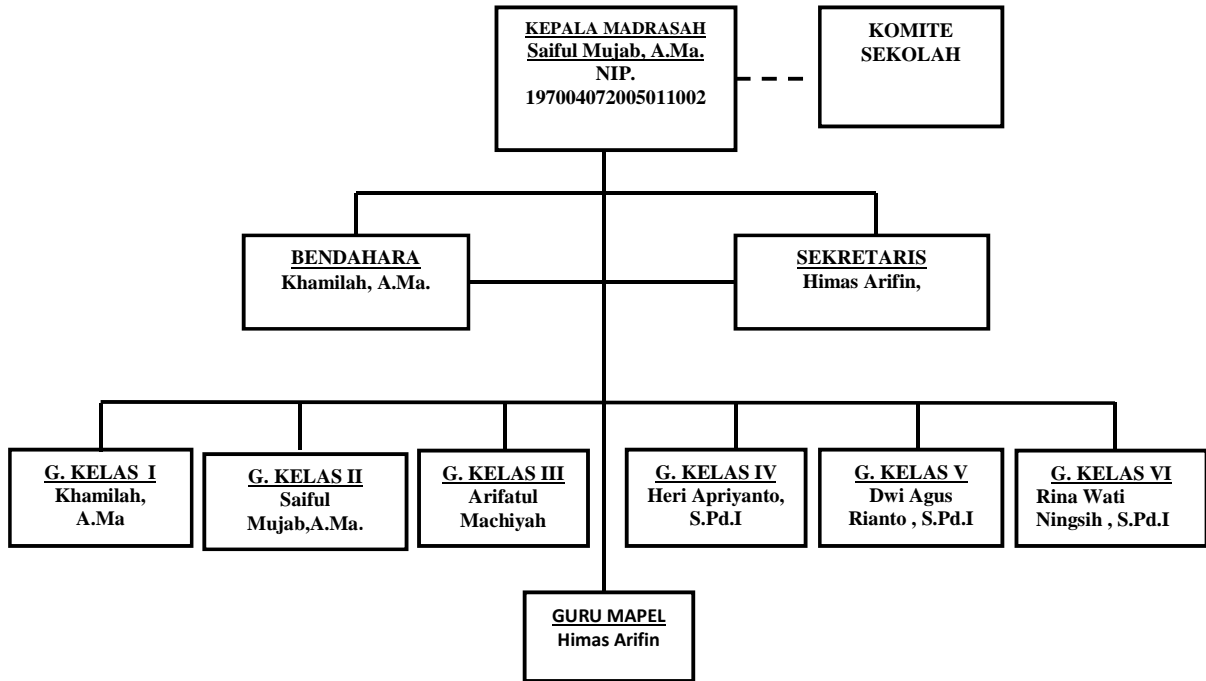 KEPALA MADRASAH
Saiful Mujab, A.Ma.
NIP.
197004072005011002
KOMITE
SEKOLAH
BENDAHARA
Khamilah, A.Ma.
SEKRETARIS
Himas Arifin,
G. KELAS I
Khamilah,
A.Ma
G. KELAS II
Saiful
Mujab,A.Ma.
G. KELAS III
Arifatul
Machiyah
G. KELAS IV
Heri Apriyanto,
S.Pd.I
G. KELAS V
Dwi Agus
Rianto , S.Pd.I
G. KELAS VI
Rina Wati
Ningsih , S.Pd.I
GURU MAPEL
Himas Arifin